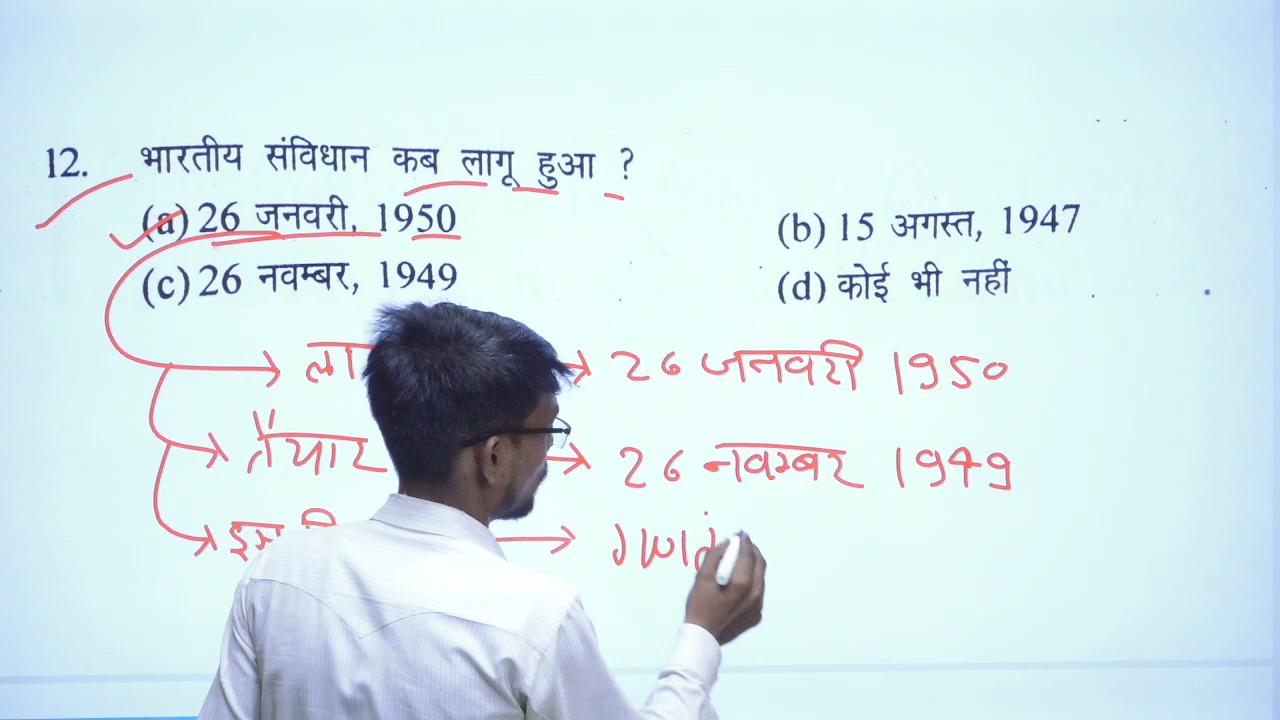 12. भारतीय संविधान कब लागू हुआ ?
(a) 26 जनवरी, 1950
(b) 15 अगस्त, 1947
(c) 26 नवम्बर, 1949
(d) कोई भी नहीं
26 जनवरी 1950
तैयार 26 नवम्बर 1949